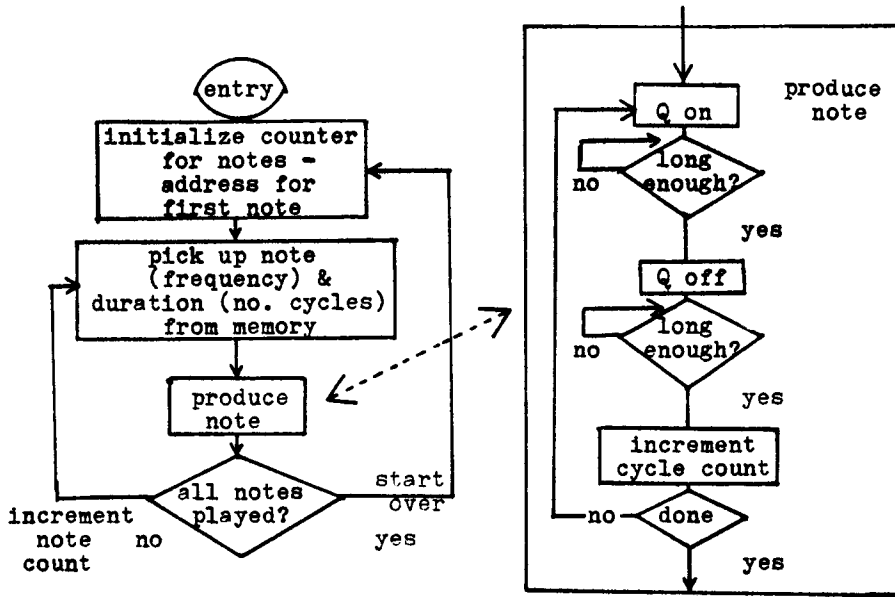 entry
initialize counter
for notes -
address for
first note
pick up note
(frequency) &
duration (no. cycles)
from memory
produce
note
all notes
played?
start
over
yes
increment
note
count
no
produce
note
Q on
long
enough?
no
yes
Q off
long
enough?
no
yes
increment
cycle count
done
no
yes